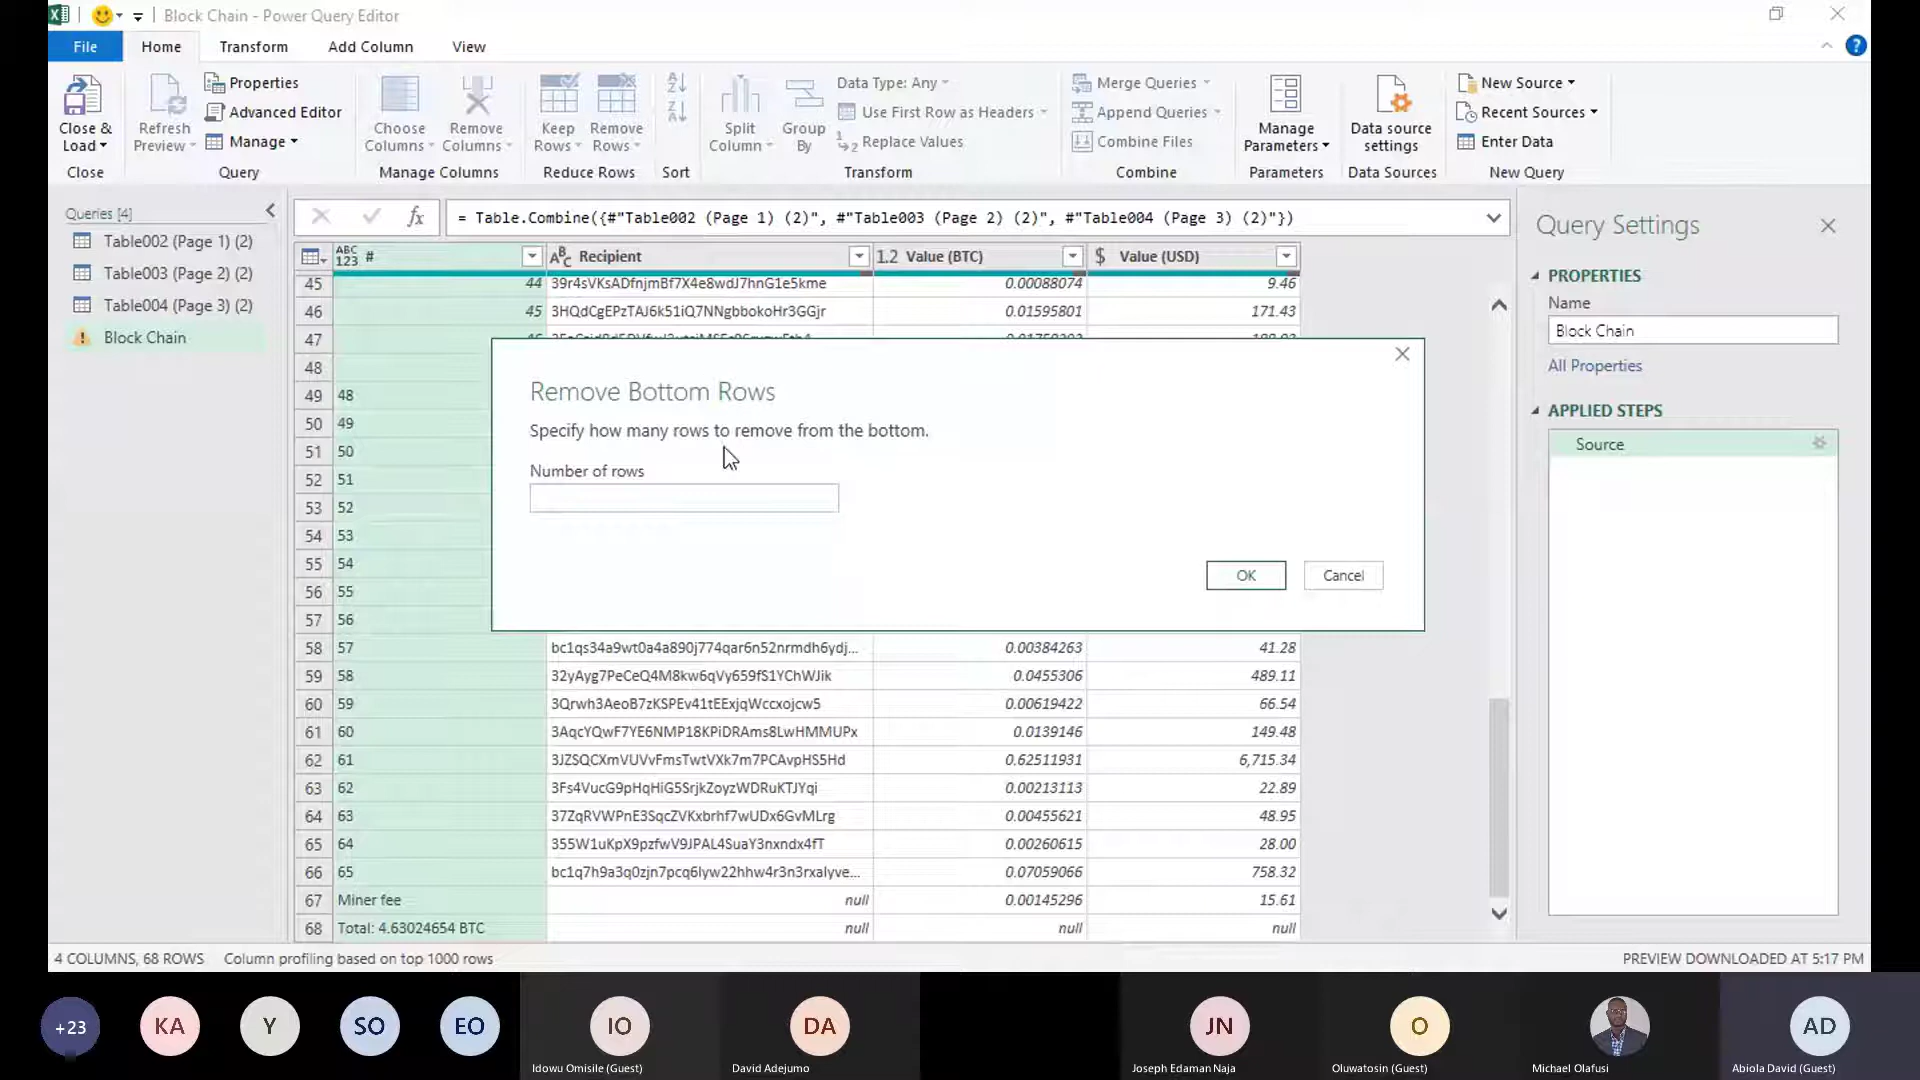 Block Chain - Power Query Editor
File Home Transform Add Column View
Close & Load
Close
Refresh Preview
Properties
Advanced Editor
Manage
Query
Choose Columns
Remove Columns
Manage Columns
Keep Rows
Remove Rows
Reduce Rows
Sort
Split Column
Group By
Data Type: Any
Use First Row as Headers
Replace Values
Transform
Merge Queries
Append Queries
Combine Files
Combine
Manage Parameters
Parameters
Data source settings
Data Sources
New Source
Recent Sources
Enter Data
New Query
Queries [4]
Table002 (Page 1) (2)
Table003 (Page 2) (2)
Table004 (Page 3) (2)
Block Chain
fx = Table.Combine({#"Table002 (Page 1) (2)", #"Table003 (Page 2) (2)", #"Table004 (Page 3) (2)"})
ABC 123 # ABC Recipient 1.2 Value (BTC) $ Value (USD)
45 44 39r4sVKsADfnjmBf7X4e8wdJ7hnG1e5kme 0.00088074 9.46
46 45 3HQdCgEPzTAJ6k51iQ7NNgbbokoHr3GGjr 0.01595801 171.43
47
48
49 48
50 49
51 50
52 51
53 52
54 53
55 54
56 55
57 56
58 57 bc1qs34a9wt0a4a890j774qar6n52nrmdh6ydj... 0.00384263 41.28
59 58 32yAyg7PeCeQ4M8kw6qVy659fS1YChWJik 0.0455306 489.11
60 59 3Qrwh3AeoB7zKSPEv41tEExjqWccxojcw5 0.00619422 66.54
61 60 3AqcYQwF7YE6NMP18KPiDRAms8LwHMMUPx 0.0139146 149.48
62 61 3JZSQCXmVUVvFmsTwtVXk7m7PCAvpHS5Hd 0.62511931 6,715.34
63 62 3Fs4VucG9pHqHiG5SrjkZoyzWDRuKTJYqi 0.00213113 22.89
64 63 37ZqRVWPnE3SqcZVKxbrhf7wUDx6GvMLrg 0.00455621 48.95
65 64 355W1uKpX9pzfwV9JPAL4SuaY3nxndx4fT 0.00260615 28.00
66 65 bc1q7h9a3q0zjn7pcq6lyw22hhw4r3n3rxalyve... 0.07059066 758.32
67 Miner fee null 0.00145296 15.61
68 Total: 4.63024654 BTC null null null
Remove Bottom Rows
Specify how many rows to remove from the bottom.
Number of rows
OK Cancel
Query Settings
PROPERTIES
Name
Block Chain
All Properties
APPLIED STEPS
Source
4 COLUMNS, 68 ROWS Column profiling based on top 1000 rows
PREVIEW DOWNLOADED AT 5:17 PM
+23 KA Y SO EO IO DA JN O AD
Idowu Omisile (Guest) David Adejumo Joseph Edaman Naja Oluwatosin (Guest) Michael Olafusi Abiola David (Guest)